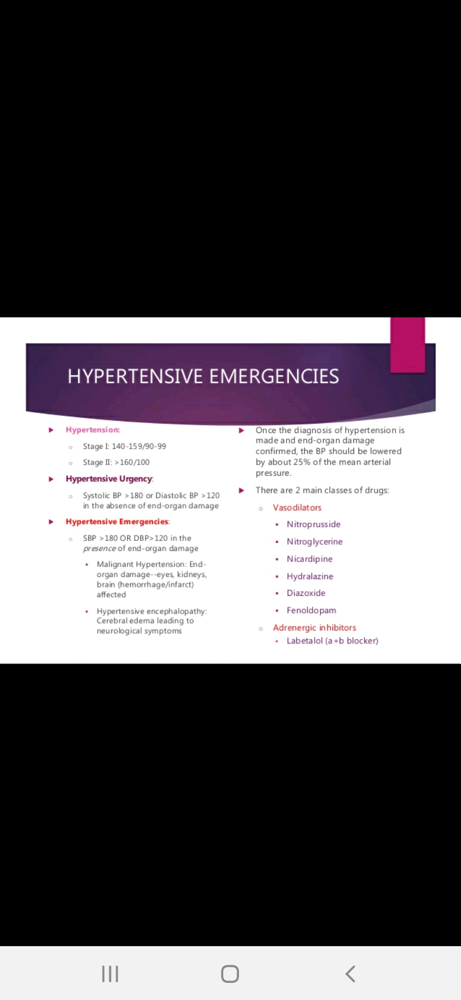 HYPERTENSIVE EMERGENCIES
Hypertension:
Stage I: 140-159/90-99
Stage II: >160/100
Hypertensive Urgency:
Systolic BP >180 or Diastolic BP >120
in the absence of end-organ damage
Hypertensive Emergencies:
SBP >180 OR DBP>120 in the
presence of end-organ damage
Malignant Hypertension: End-
organ damage--eyes, kidneys,
brain (hemorrhage/infarct)
affected
Hypertensive encephalopathy:
Cerebral edema leading to
neurological symptoms
Once the diagnosis of hypertension is
made and end-organ damage
confirmed, the BP should be lowered
by about 25% of the mean arterial
pressure.
There are 2 main classes of drugs:
Vasodilators
Nitroprusside
Nitroglycerine
Nicardipine
Hydralazine
Diazoxide
Fenoldopam
Adrenergic inhibitors
Labetalol (a+b blocker)